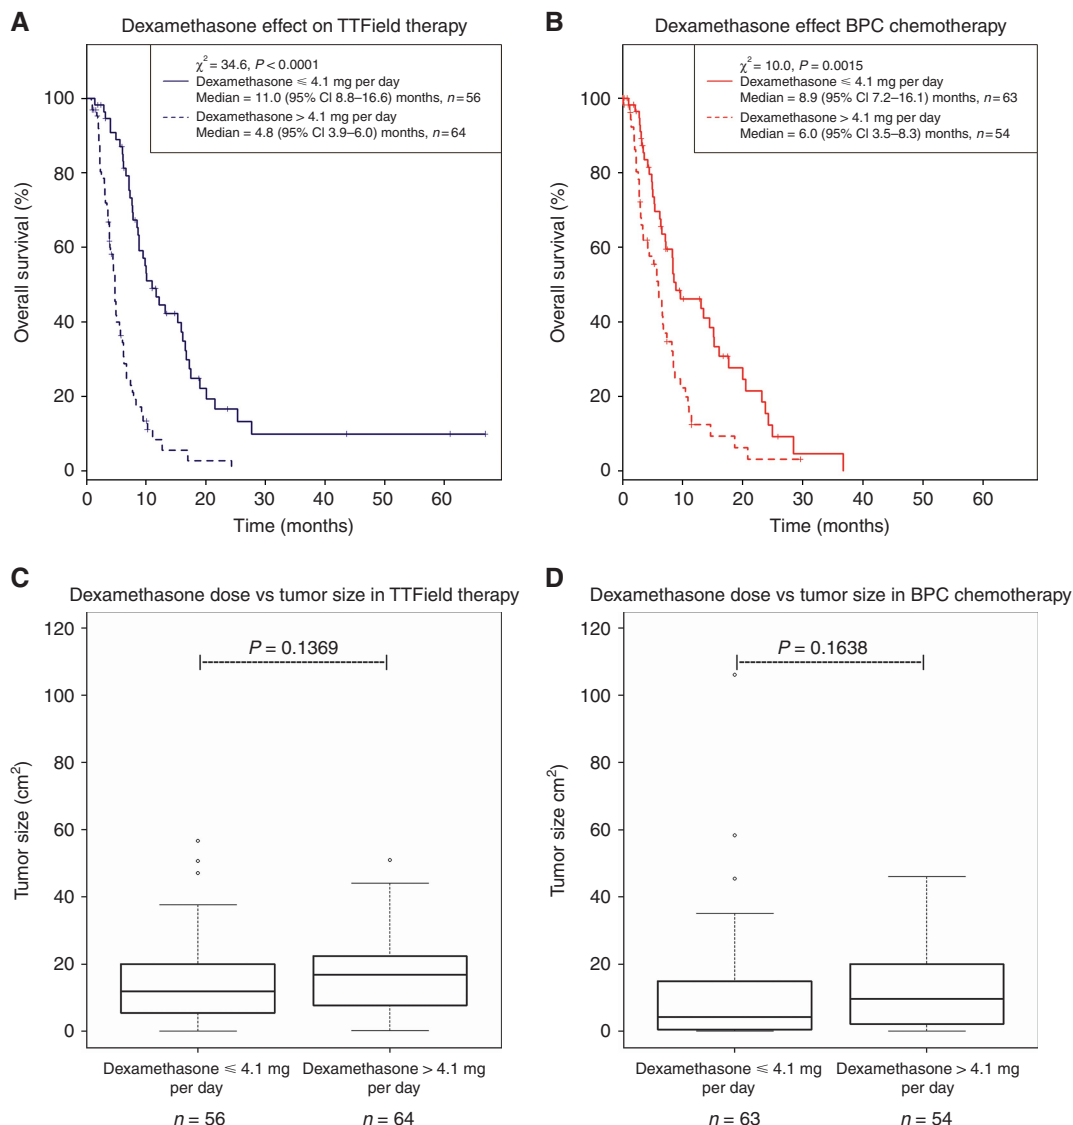 A
Dexamethasone effect on TTField therapy
χ² = 34.6, P < 0.0001
Dexamethasone ⩽ 4.1 mg per day
Median = 11.0 (95% CI 8.8–16.6) months, n = 56
Dexamethasone > 4.1 mg per day
Median = 4.8 (95% CI 3.9–6.0) months, n = 64
Overall survival (%)
100
80
60
40
20
0
0 10 20 30 40 50 60
Time (months)
B
Dexamethasone effect BPC chemotherapy
χ² = 10.0, P = 0.0015
Dexamethasone ⩽ 4.1 mg per day
Median = 8.9 (95% CI 7.2–16.1) months, n = 63
Dexamethasone > 4.1 mg per day
Median = 6.0 (95% CI 3.5–8.3) months, n = 54
Overall survival (%)
100
80
60
40
20
0
0 10 20 30 40 50 60
Time (months)
C
Dexamethasone dose vs tumor size in TTField therapy
P = 0.1369
Tumor size (cm²)
120
100
80
60
40
20
0
Dexamethasone ⩽ 4.1 mg
per day
n = 56
Dexamethasone > 4.1 mg
per day
n = 64
D
Dexamethasone dose vs tumor size in BPC chemotherapy
P = 0.1638
Tumor size cm²)
120
100
80
60
40
20
0
Dexamethasone ⩽ 4.1 mg
per day
n = 63
Dexamethasone > 4.1 mg
per day
n = 54